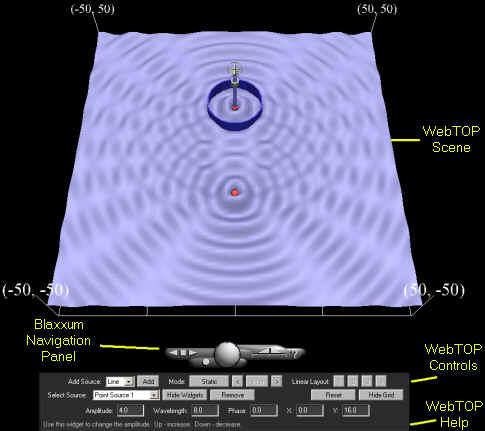 (-50, 50) (50, 50)
WebTOP
Scene
(-50, -50) (50, -50)
Blaxxum
Navigation
Panel
WebTOP
Controls
Add Source: Line Add Mode: Static < > Linear Layout:
Select Source: Point Source 1 Hide Widgets Remove Reset Hide Grid
Amplitude: 4.0 Wavelength: 8.0 Phase: 0.0 X: 0.0 Y: 16.0
WebTOP
Help
Use this widget to change the amplitude. Up - increase. Down - decrease.